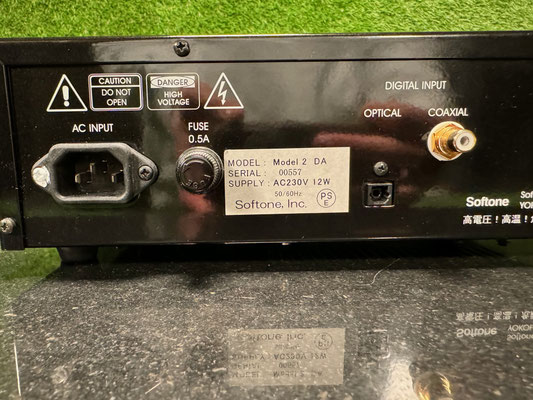 CAUTION
DO NOT
OPEN
DANGER
HIGH
VOLTAGE
AC INPUT
FUSE
0.5A
MODEL : Model 2 DA
SERIAL : 00557
SUPPLY : AC230V 12W
50/60Hz
Softone, Inc.
PS
E
DIGITAL INPUT
OPTICAL
COAXIAL
Softone
高電圧！高温！